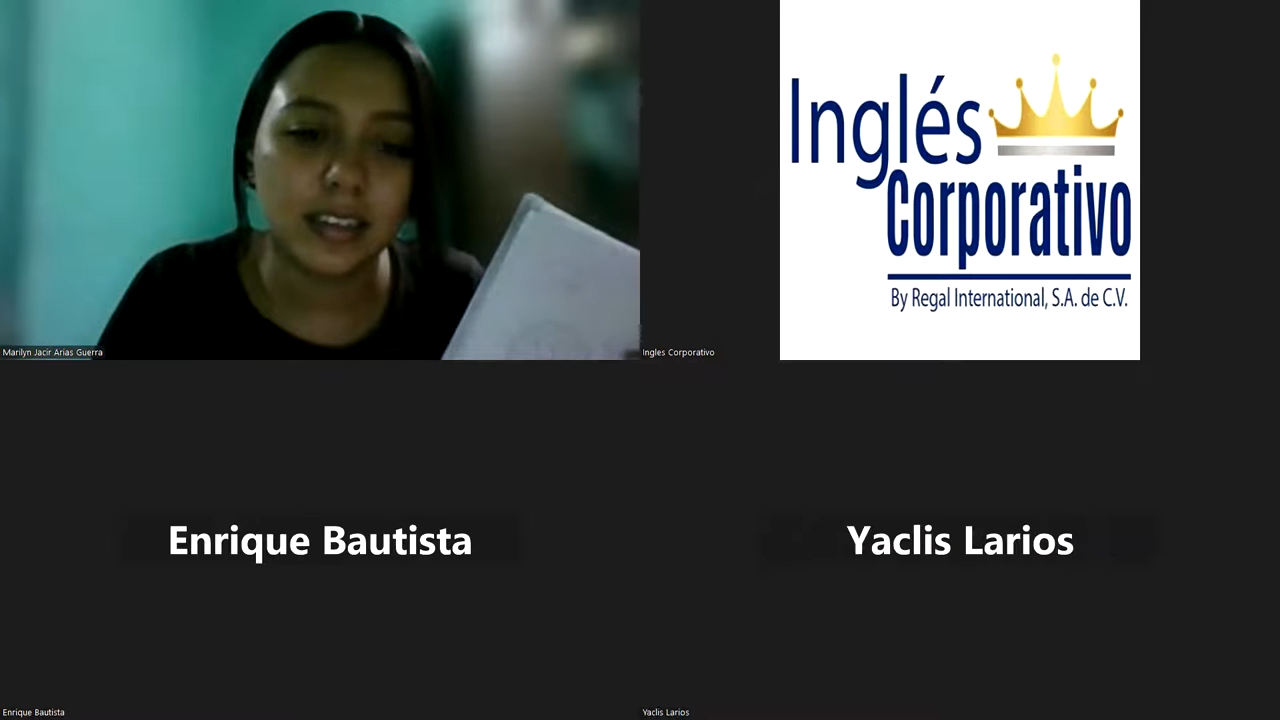 Inglés
Corporativo
By Regal International, S.A. de C.V.
Marilyn Jacir Arias Guerra
Ingles Corporativo
Enrique Bautista
Yaclis Larios
Enrique Bautista
Yaclis Larios